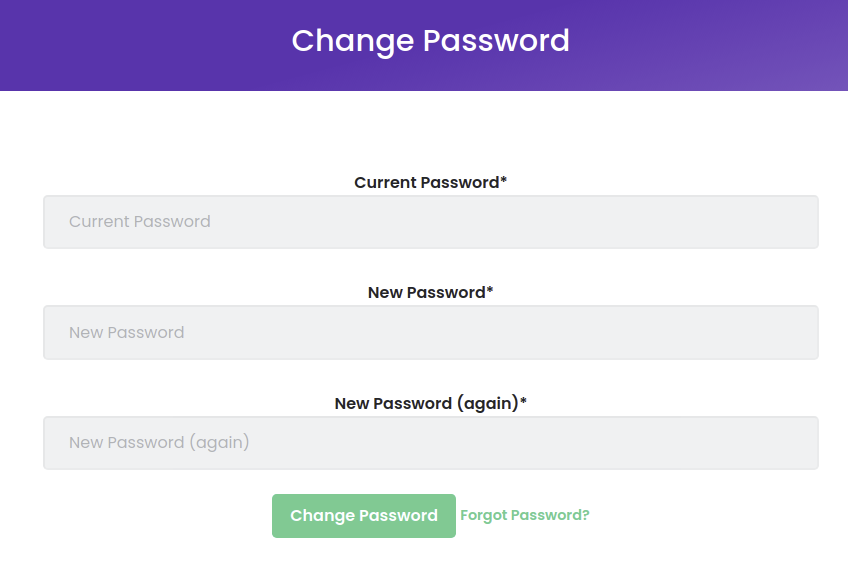 Change Password
Current Password*
Current Password
New Password*
New Password
New Password (again)*
New Password (again)
Change Password Forgot Password?